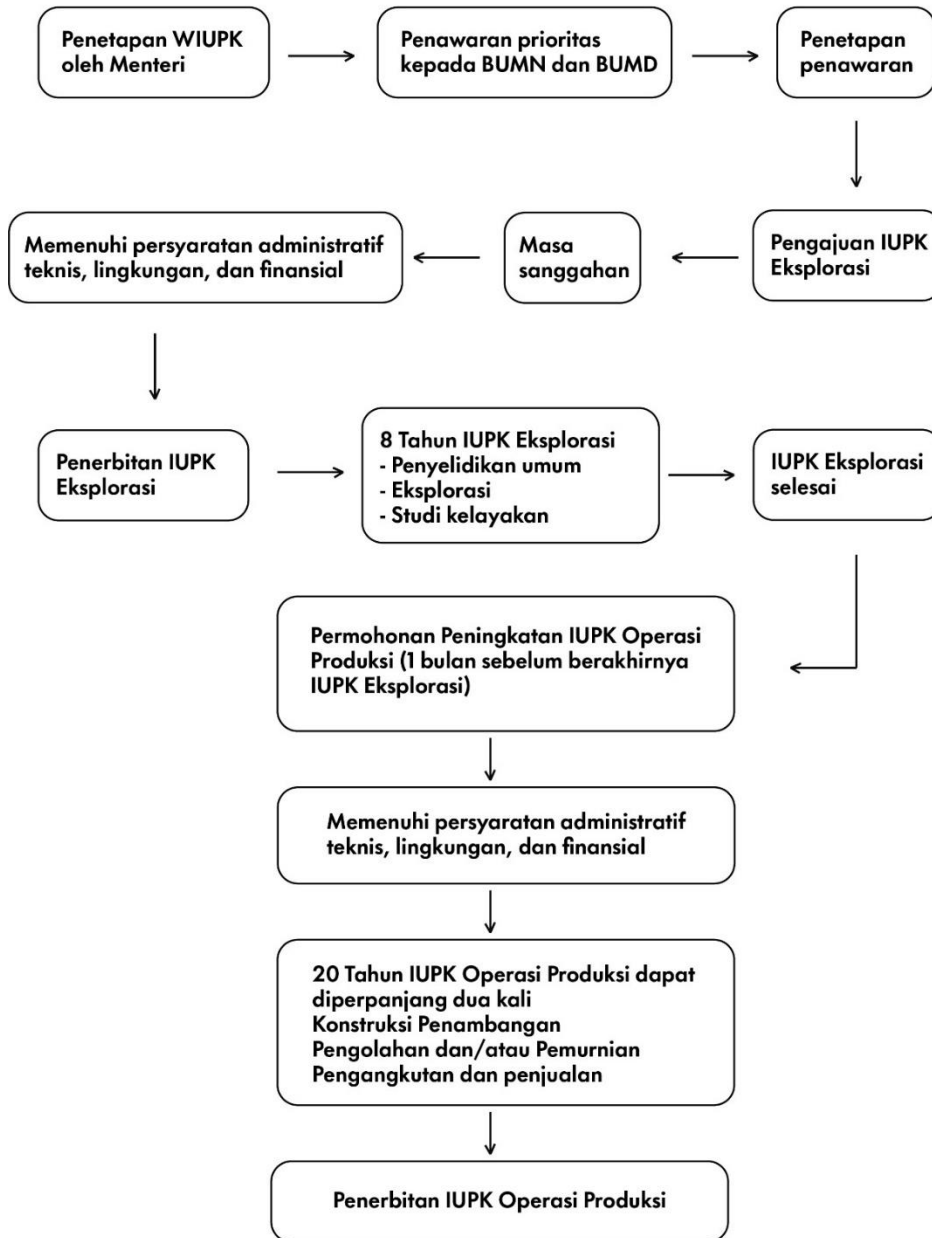 Penetapan WIUPK
oleh Menteri
Penawaran prioritas
kepada BUMN dan BUMD
Penetapan
penawaran
Pengajuan IUPK
Eksplorasi
Masa
sanggahan
Memenuhi persyaratan administratif
teknis, lingkungan, dan finansial
Penerbitan IUPK
Eksplorasi
8 Tahun IUPK Eksplorasi
- Penyelidikan umum
- Eksplorasi
- Studi kelayakan
IUPK Eksplorasi
selesai
Permohonan Peningkatan IUPK Operasi
Produksi (1 bulan sebelum berakhirnya
IUPK Eksplorasi)
Memenuhi persyaratan administratif
teknis, lingkungan, dan finansial
20 Tahun IUPK Operasi Produksi dapat
diperpanjang dua kali
Konstruksi Penambangan
Pengolahan dan/atau Pemurnian
Pengangkutan dan penjualan
Penerbitan IUPK Operasi Produksi